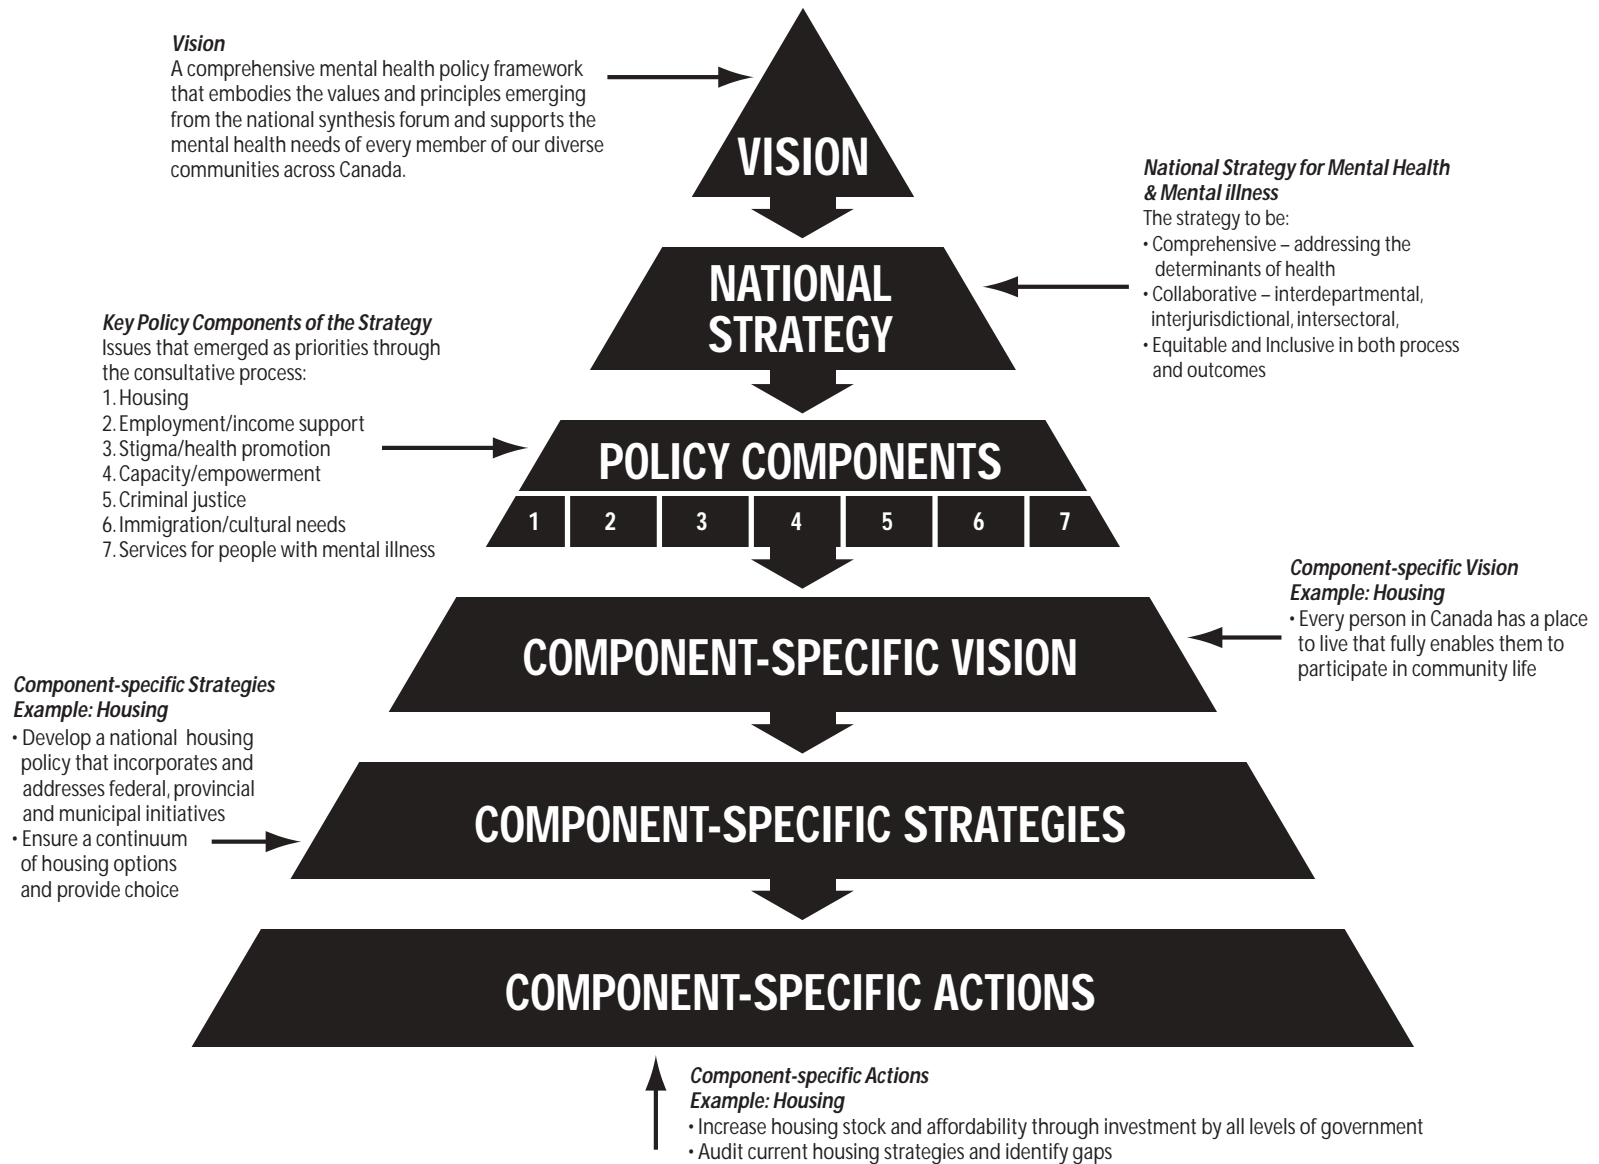 Vision
A comprehensive mental health policy framework
that embodies the values and principles emerging
from the national synthesis forum and supports the
mental health needs of every member of our diverse
communities across Canada.
VISION
National Strategy for Mental Health
& Mental illness
The strategy to be:
• Comprehensive – addressing the
determinants of health
• Collaborative – interdepartmental,
interjurisdictional, intersectoral,
• Equitable and Inclusive in both process
and outcomes
NATIONAL
STRATEGY
Key Policy Components of the Strategy
Issues that emerged as priorities through
the consultative process:
1. Housing
2. Employment/income support
3. Stigma/health promotion
4. Capacity/empowerment
5. Criminal justice
6. Immigration/cultural needs
7. Services for people with mental illness
POLICY COMPONENTS
1 2 3 4 5 6 7
Component-specific Vision
Example: Housing
• Every person in Canada has a place
to live that fully enables them to
participate in community life
COMPONENT-SPECIFIC VISION
Component-specific Strategies
Example: Housing
• Develop a national housing
policy that incorporates and
addresses federal, provincial
and municipal initiatives
• Ensure a continuum
of housing options
and provide choice
COMPONENT-SPECIFIC STRATEGIES
COMPONENT-SPECIFIC ACTIONS
Component-specific Actions
Example: Housing
• Increase housing stock and affordability through investment by all levels of government
• Audit current housing strategies and identify gaps